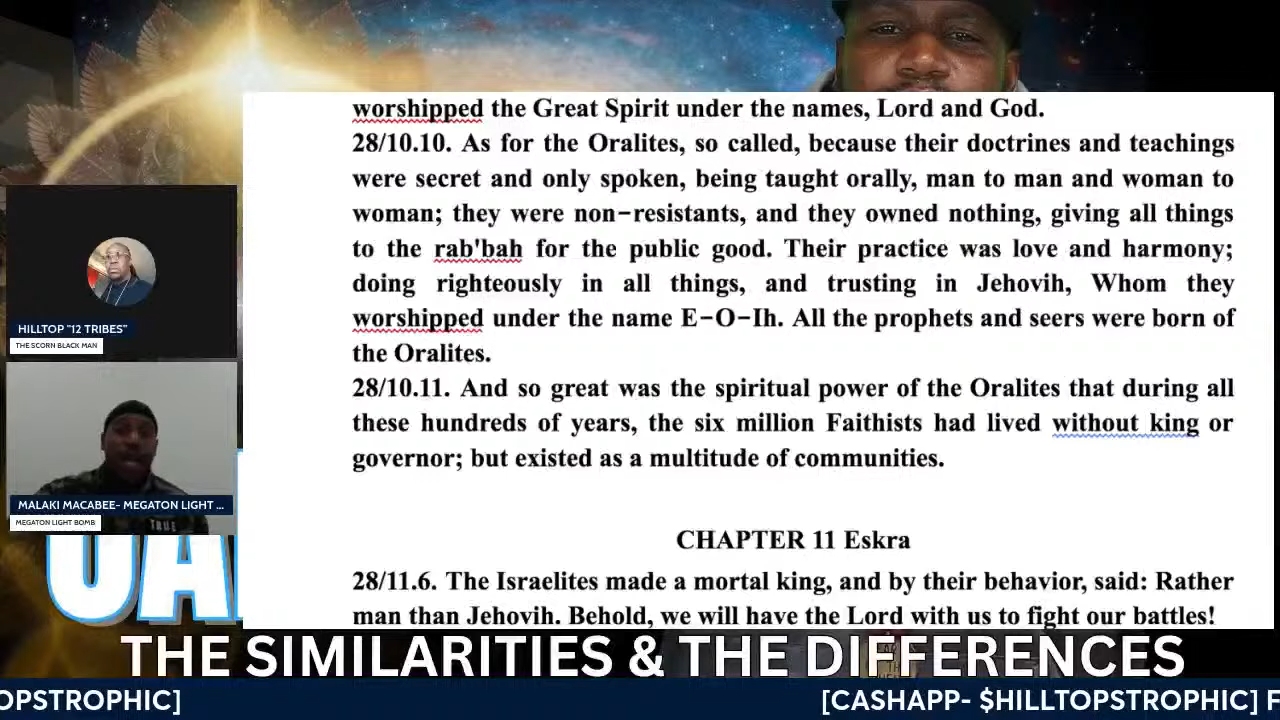 worshipped the Great Spirit under the names, Lord and God.
28/10.10. As for the Oralites, so called, because their doctrines and teachings
were secret and only spoken, being taught orally, man to man and woman to
woman; they were non-resistants, and they owned nothing, giving all things
to the rab'bah for the public good. Their practice was love and harmony;
doing righteously in all things, and trusting in Jehovih, Whom they
worshipped under the name E-O-Ih. All the prophets and seers were born of
the Oralites.
28/10.11. And so great was the spiritual power of the Oralites that during all
these hundreds of years, the six million Faithists had lived without king or
governor; but existed as a multitude of communities.
CHAPTER 11 Eskra
28/11.6. The Israelites made a mortal king, and by their behavior, said: Rather
man than Jehovih. Behold, we will have the Lord with us to fight our battles!
HILLTOP "12 TRIBES"
THE SCORN BLACK MAN
MALAKI MACABEE- MEGATON LIGHT ...
MEGATON LIGHT BOMB
TRUE
OA
THE SIMILARITIES & THE DIFFERENCES
OPSTROPHIC]
[CASHAPP- $HILLTOPSTROPHIC] F